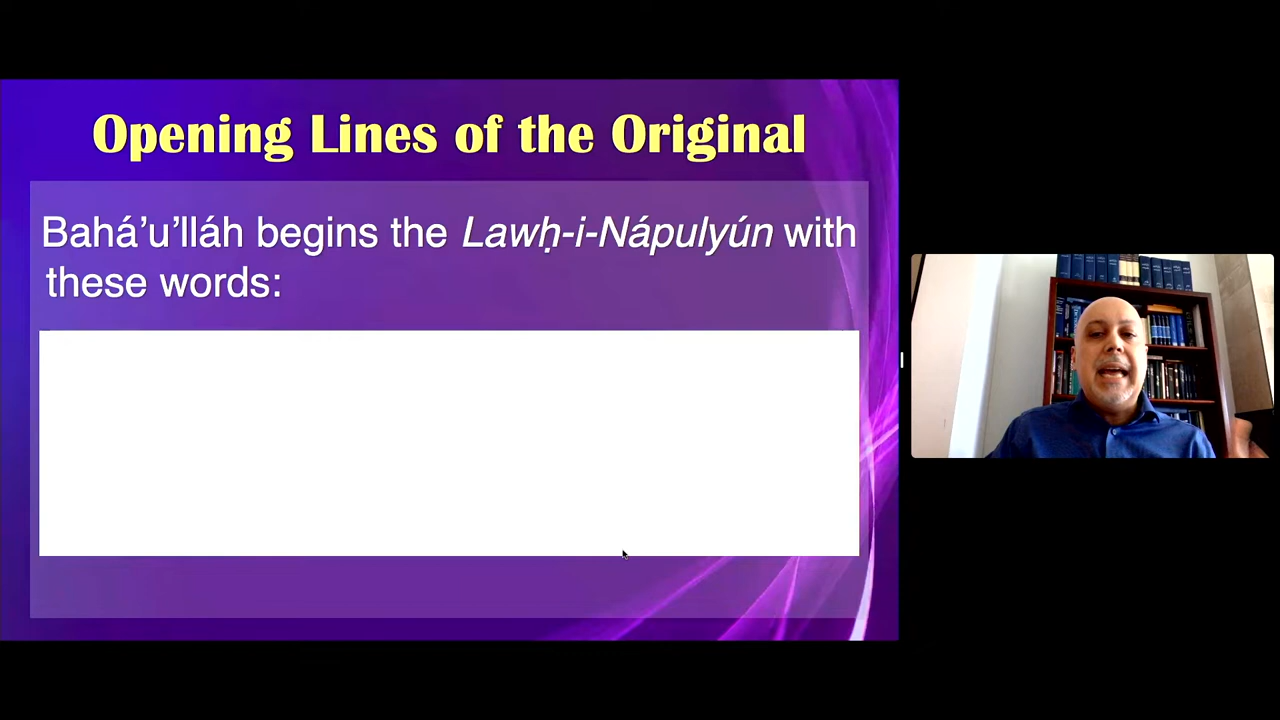 Opening Lines of the Original
Bahá’u’lláh begins the Lawḥ-i-Nápulyún with
these words: